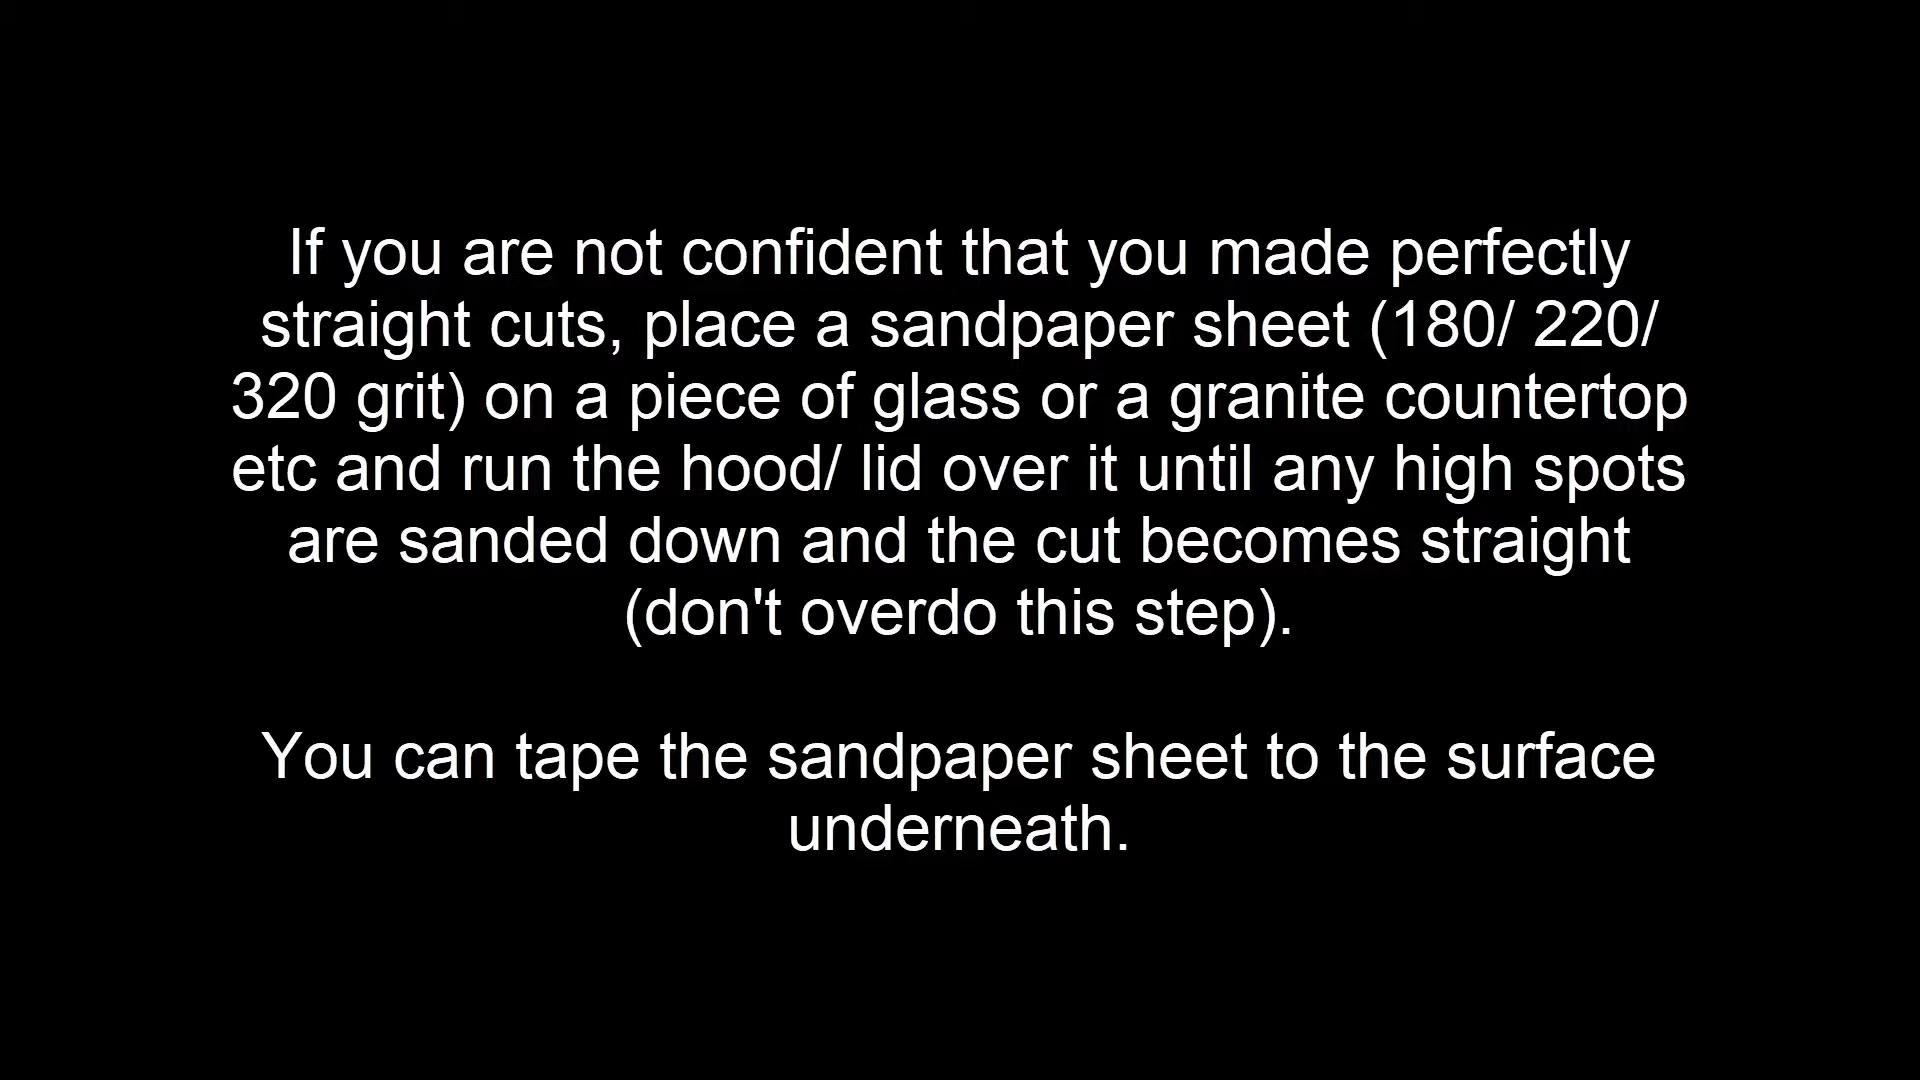 If you are not confident that you made perfectly
straight cuts, place a sandpaper sheet (180/ 220/
320 grit) on a piece of glass or a granite countertop
etc and run the hood/ lid over it until any high spots
are sanded down and the cut becomes straight
(don't overdo this step).
You can tape the sandpaper sheet to the surface
underneath.